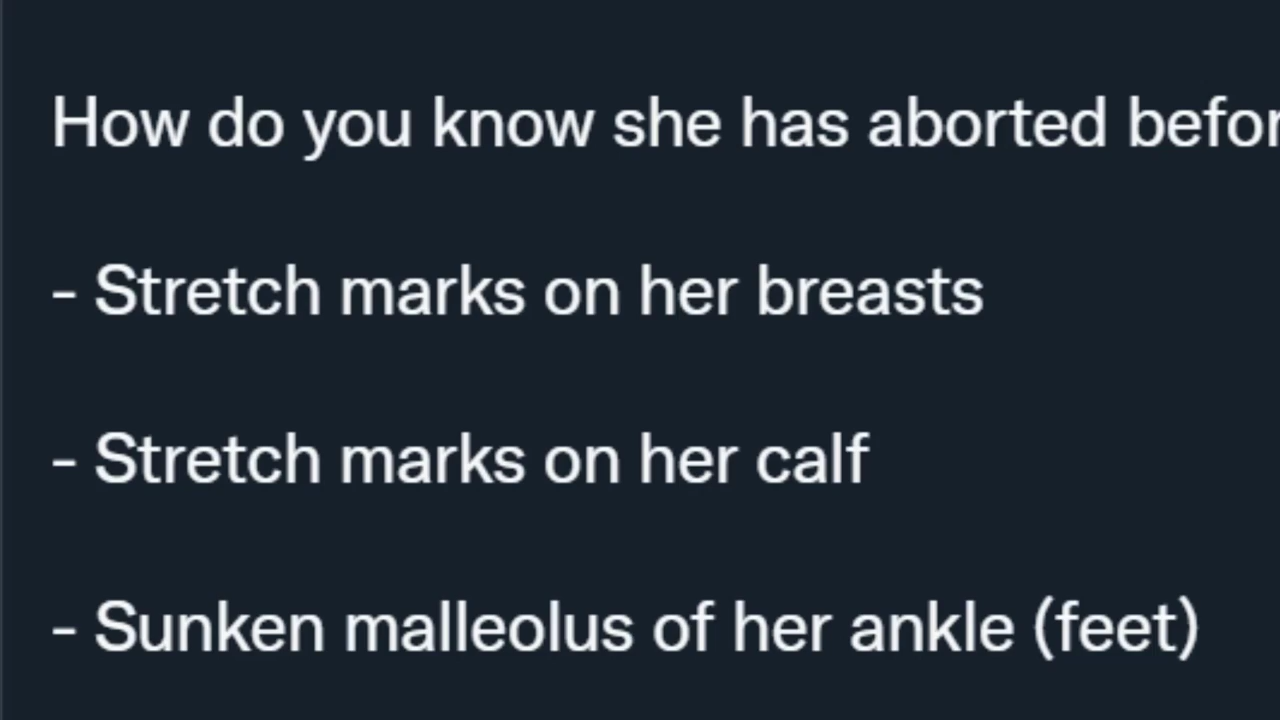 How do you know she has aborted befor
- Stretch marks on her breasts
- Stretch marks on her calf
- Sunken malleolus of her ankle (feet)